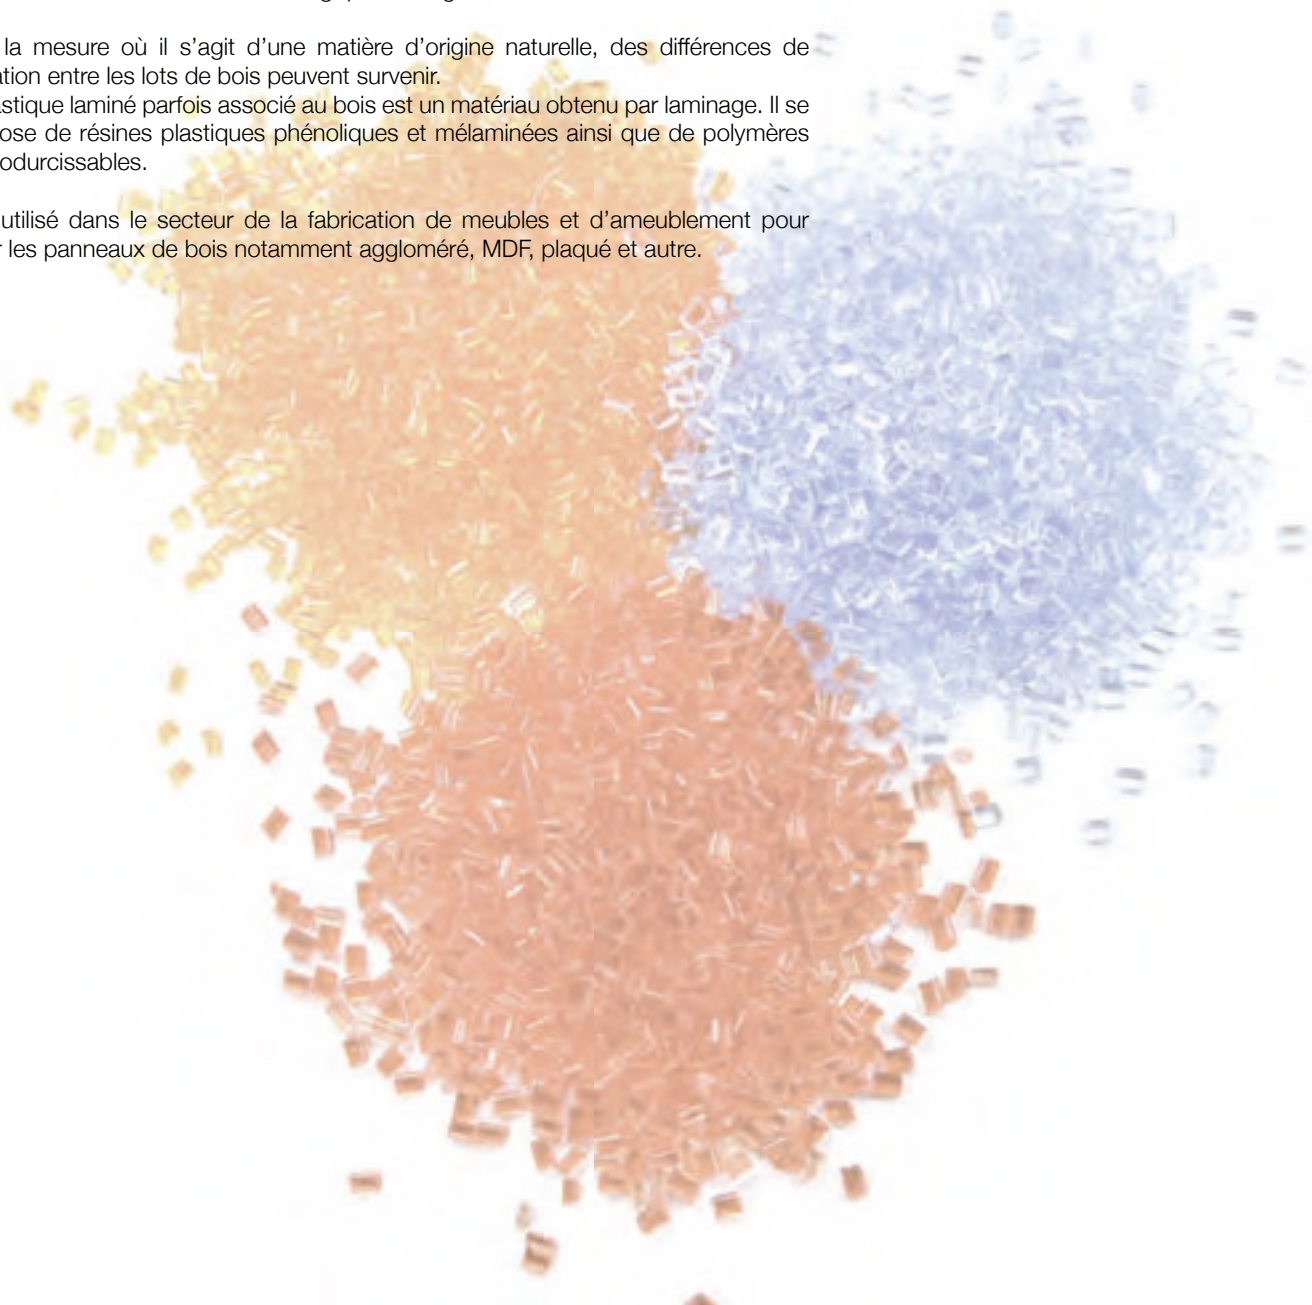 la mesure où il s’agit d’une matière d’origine naturelle, des différences de
ation entre les lots de bois peuvent survenir.
astique laminé parfois associé au bois est un matériau obtenu par laminage. Il se
ose de résines plastiques phénoliques et mélaminées ainsi que de polymères
odurcissables.
utilisé dans le secteur de la fabrication de meubles et d’ameublement pour
r les panneaux de bois notamment aggloméré, MDF, plaqué et autre.